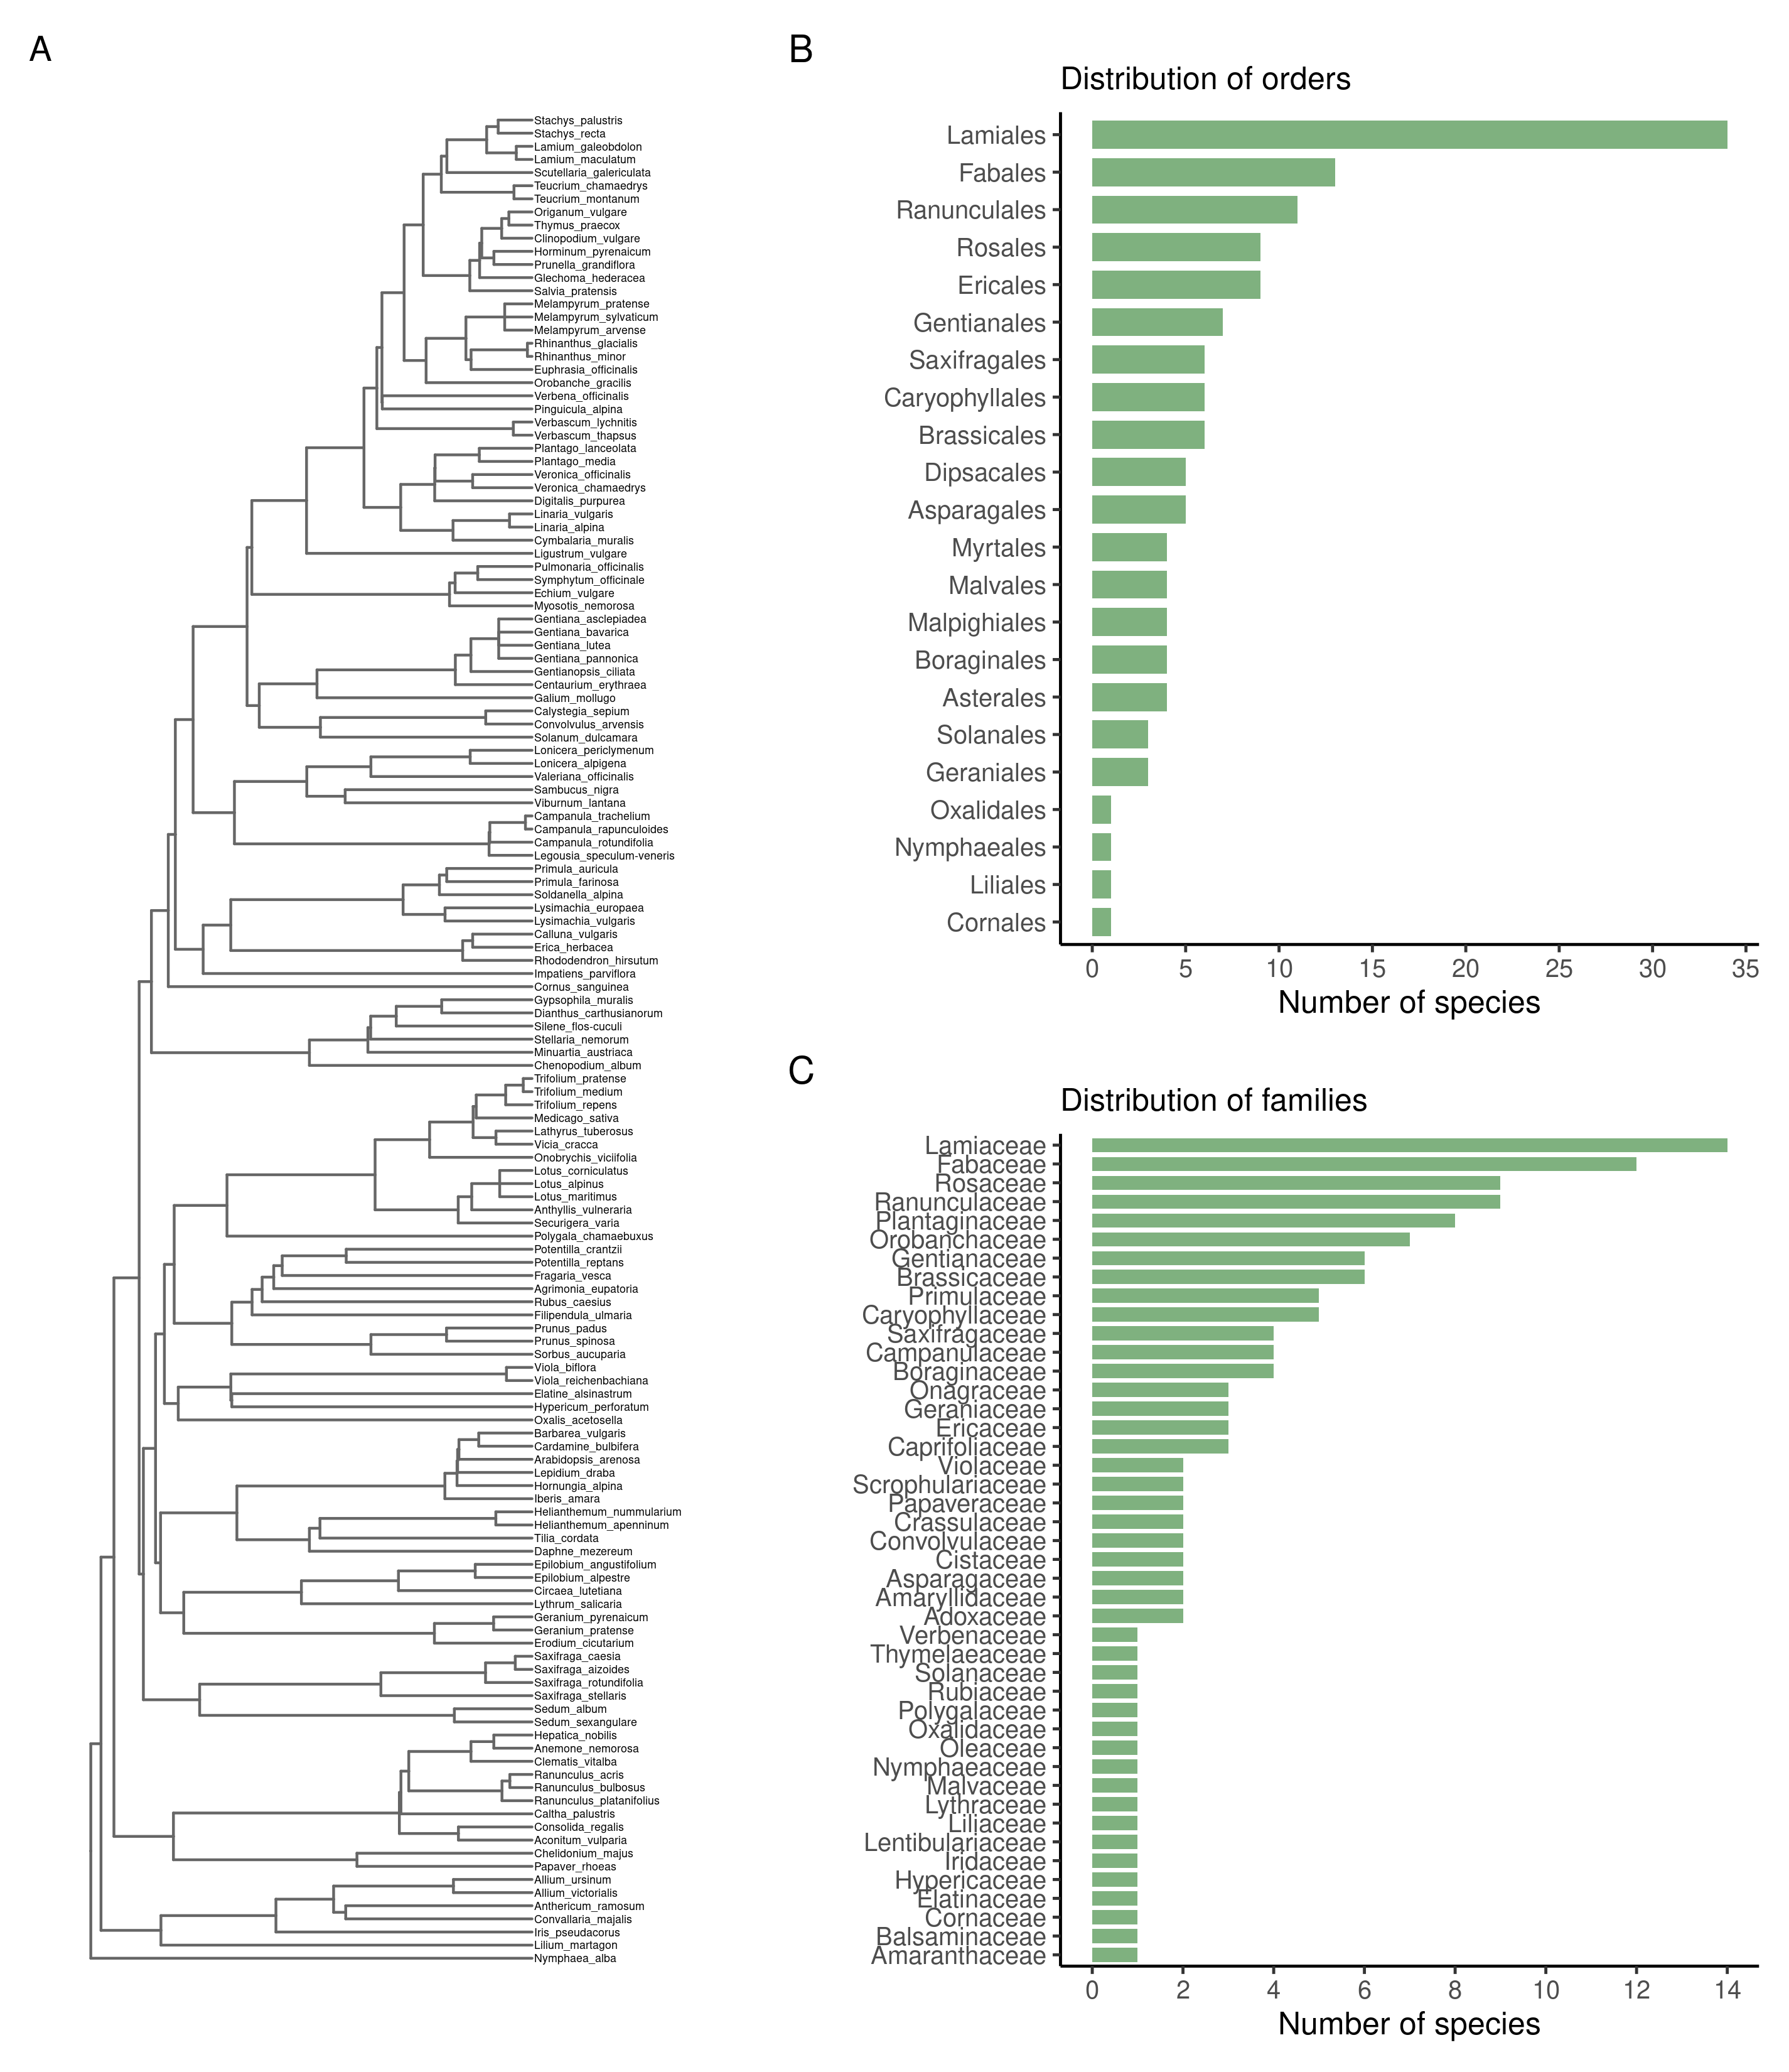 A
Stachys_palustris
Stachys_recta
Lamium_galeobdolon
Lamium_maculatum
Scutellaria_galericulata
Teucrium_chamaedrys
Teucrium_montanum
Origanum_vulgare
Thymus_praecox
Clinopodium_vulgare
Horminum_pyrenaicum
Prunella_grandiflora
Glechoma_hederacea
Salvia_pratensis
Melampyrum_pratense
Melampyrum_sylvaticum
Melampyrum_arvense
Rhinanthus_glacialis
Rhinanthus_minor
Euphrasia_officinalis
Orobanche_gracilis
Verbena_officinalis
Pinguicula_alpina
Verbascum_lychnitis
Verbascum_thapsus
Plantago_lanceolata
Plantago_media
Veronica_officinalis
Veronica_chamaedrys
Digitalis_purpurea
Linaria_vulgaris
Linaria_alpina
Cymbalaria_muralis
Ligustrum_vulgare
Pulmonaria_officinalis
Symphytum_officinale
Echium_vulgare
Myosotis_nemorosa
Gentiana_asclepiadea
Gentiana_bavarica
Gentiana_lutea
Gentiana_pannonica
Gentianopsis_ciliata
Centaurium_erythraea
Galium_mollugo
Calystegia_sepium
Convolvulus_arvensis
Solanum_dulcamara
Lonicera_periclymenum
Lonicera_alpigena
Valeriana_officinalis
Sambucus_nigra
Viburnum_lantana
Campanula_trachelium
Campanula_rapunculoides
Campanula_rotundifolia
Legousia_speculum-veneris
Primula_auricula
Primula_farinosa
Soldanella_alpina
Lysimachia_europaea
Lysimachia_vulgaris
Calluna_vulgaris
Erica_herbacea
Rhododendron_hirsutum
Impatiens_parviflora
Cornus_sanguinea
Gypsophila_muralis
Dianthus_carthusianorum
Silene_flos-cuculi
Stellaria_nemorum
Minuartia_austriaca
Chenopodium_album
Trifolium_pratense
Trifolium_medium
Trifolium_repens
Medicago_sativa
Lathyrus_tuberosus
Vicia_cracca
Onobrychis_viciifolia
Lotus_corniculatus
Lotus_alpinus
Lotus_maritimus
Anthyllis_vulneraria
Securigera_varia
Polygala_chamaebuxus
Potentilla_crantzii
Potentilla_reptans
Fragaria_vesca
Agrimonia_eupatoria
Rubus_caesius
Filipendula_ulmaria
Prunus_padus
Prunus_spinosa
Sorbus_aucuparia
Viola_biflora
Viola_reichenbachiana
Elatine_alsinastrum
Hypericum_perforatum
Oxalis_acetosella
Barbarea_vulgaris
Cardamine_bulbifera
Arabidopsis_arenosa
Lepidium_draba
Hornungia_alpina
Iberis_amara
Helianthemum_nummularium
Helianthemum_apenninum
Tilia_cordata
Daphne_mezereum
Epilobium_angustifolium
Epilobium_alpestre
Circaea_lutetiana
Lythrum_salicaria
Geranium_pyrenaicum
Geranium_pratense
Erodium_cicutarium
Saxifraga_caesia
Saxifraga_aizoides
Saxifraga_rotundifolia
Saxifraga_stellaris
Sedum_album
Sedum_sexangulare
Hepatica_nobilis
Anemone_nemorosa
Clematis_vitalba
Ranunculus_acris
Ranunculus_bulbosus
Ranunculus_platanifolius
Caltha_palustris
Consolida_regalis
Aconitum_vulparia
Chelidonium_majus
Papaver_rhoeas
Allium_ursinum
Allium_victorialis
Anthericum_ramosum
Convallaria_majalis
Iris_pseudacorus
Lilium_martagon
Nymphaea_alba
B
Distribution of orders
Lamiales
Fabales
Ranunculales
Rosales
Ericales
Gentianales
Saxifragales
Caryophyllales
Brassicales
Dipsacales
Asparagales
Myrtales
Malvales
Malpighiales
Boraginales
Asterales
Solanales
Geraniales
Oxalidales
Nymphaeales
Liliales
Cornales
0 5 10 15 20 25 30 35
Number of species
C
Distribution of families
Lamiaceae
Fabaceae
Rosaceae
Ranunculaceae
Plantaginaceae
Orobanchaceae
Gentianaceae
Brassicaceae
Primulaceae
Caryophyllaceae
Saxifragaceae
Campanulaceae
Boraginaceae
Onagraceae
Geraniaceae
Ericaceae
Caprifoliaceae
Violaceae
Scrophulariaceae
Papaveraceae
Crassulaceae
Convolvulaceae
Cistaceae
Asparagaceae
Amaryllidaceae
Adoxaceae
Verbenaceae
Thymelaeaceae
Solanaceae
Rubiaceae
Polygalaceae
Oxalidaceae
Oleaceae
Nymphaeaceae
Malvaceae
Lythraceae
Liliaceae
Lentibulariaceae
Iridaceae
Hypericaceae
Elatinaceae
Cornaceae
Balsaminaceae
Amaranthaceae
0 2 4 6 8 10 12 14
Number of species